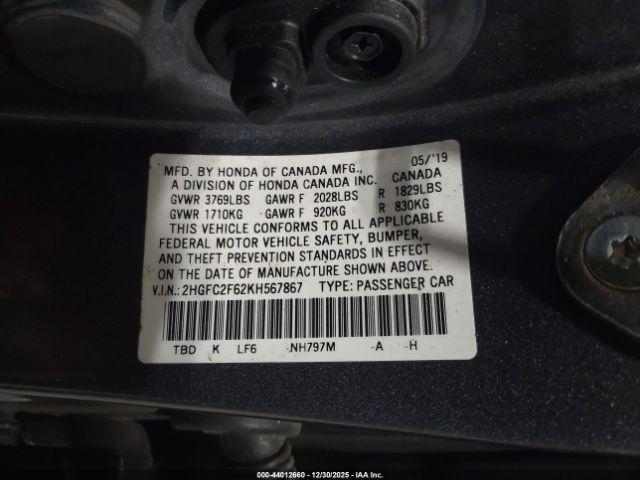 MFD. BY HONDA OF CANADA MFG., 05/'19
A DIVISION OF HONDA CANADA INC. CANADA
GVWR 3769LBS GAWR F 2028LBS R 1829LBS
GVWR 1710KG GAWR F 920KG R 830KG
THIS VEHICLE CONFORMS TO ALL APPLICABLE
FEDERAL MOTOR VEHICLE SAFETY, BUMPER,
AND THEFT PREVENTION STANDARDS IN EFFECT
ON THE DATE OF MANUFACTURE SHOWN ABOVE.
V.I.N.: 2HGFC2F62KH567867 TYPE: PASSENGER CAR
TBD K LF6 -NH797M -A -H
000-44012660 - 12/30/2025 - IAA Inc.